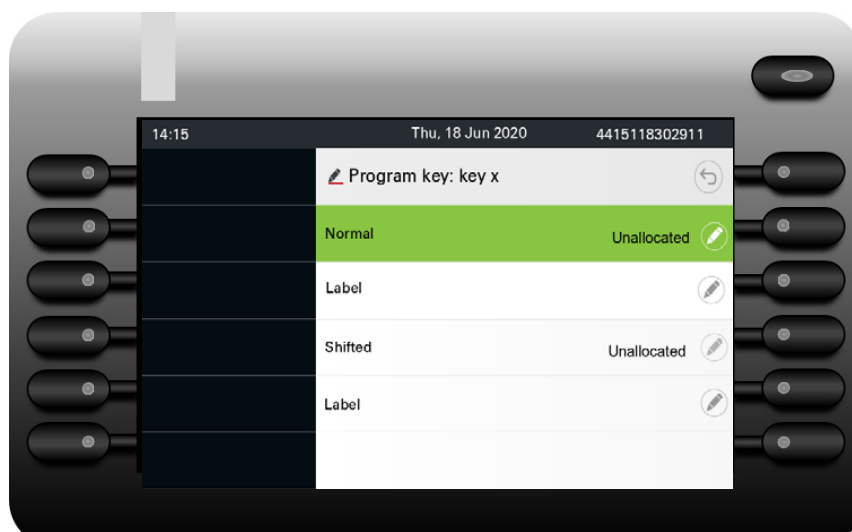 14:15 Thu, 18 Jun 2020 4415118302911
Program key: key x
Normal Unallocated
Label
Shifted Unallocated
Label